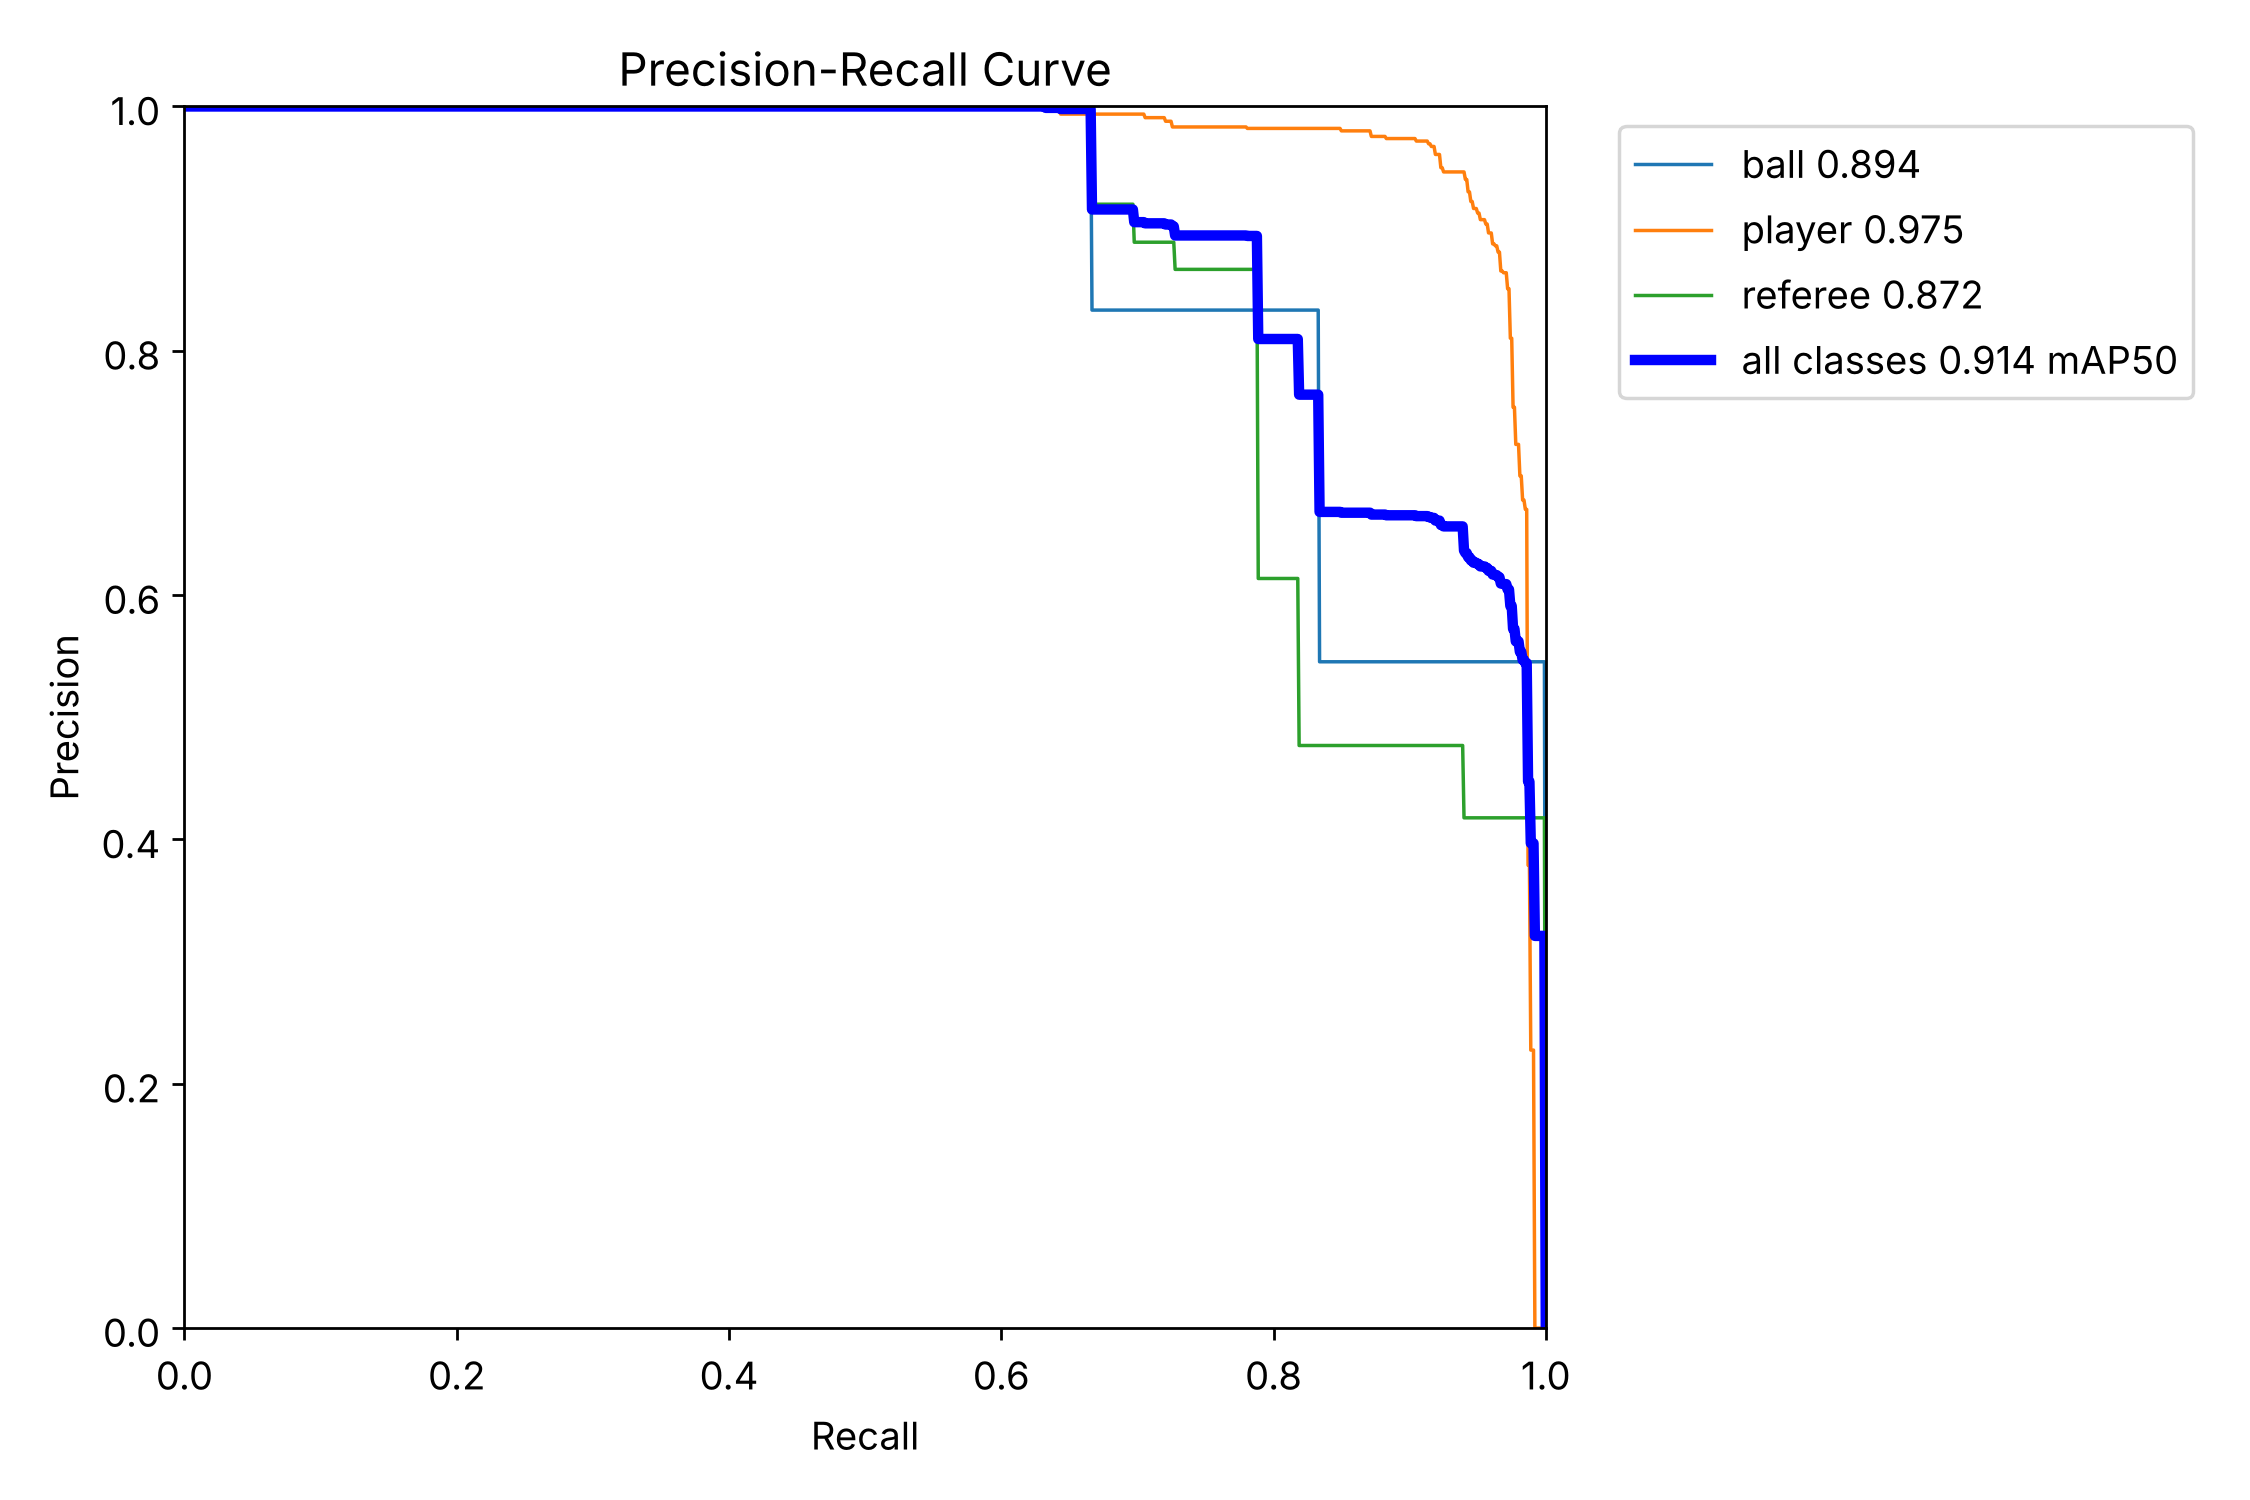 Precision-Recall Curve
1.0
0.8
0.6
0.4
0.2
0.0
Precision
0.0 0.2 0.4 0.6 0.8 1.0
Recall
ball 0.894
player 0.975
referee 0.872
all classes 0.914 mAP50